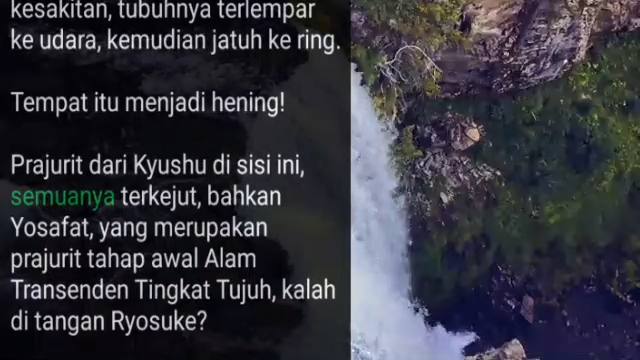 kesakitan, tubuhnya terlempar
ke udara, kemudian jatuh ke ring.
Tempat itu menjadi hening!
Prajurit dari Kyushu di sisi ini,
semuanya terkejut, bahkan
Yosafat, yang merupakan
prajurit tahap awal Alam
Transenden Tingkat Tujuh, kalah
di tangan Ryosuke?